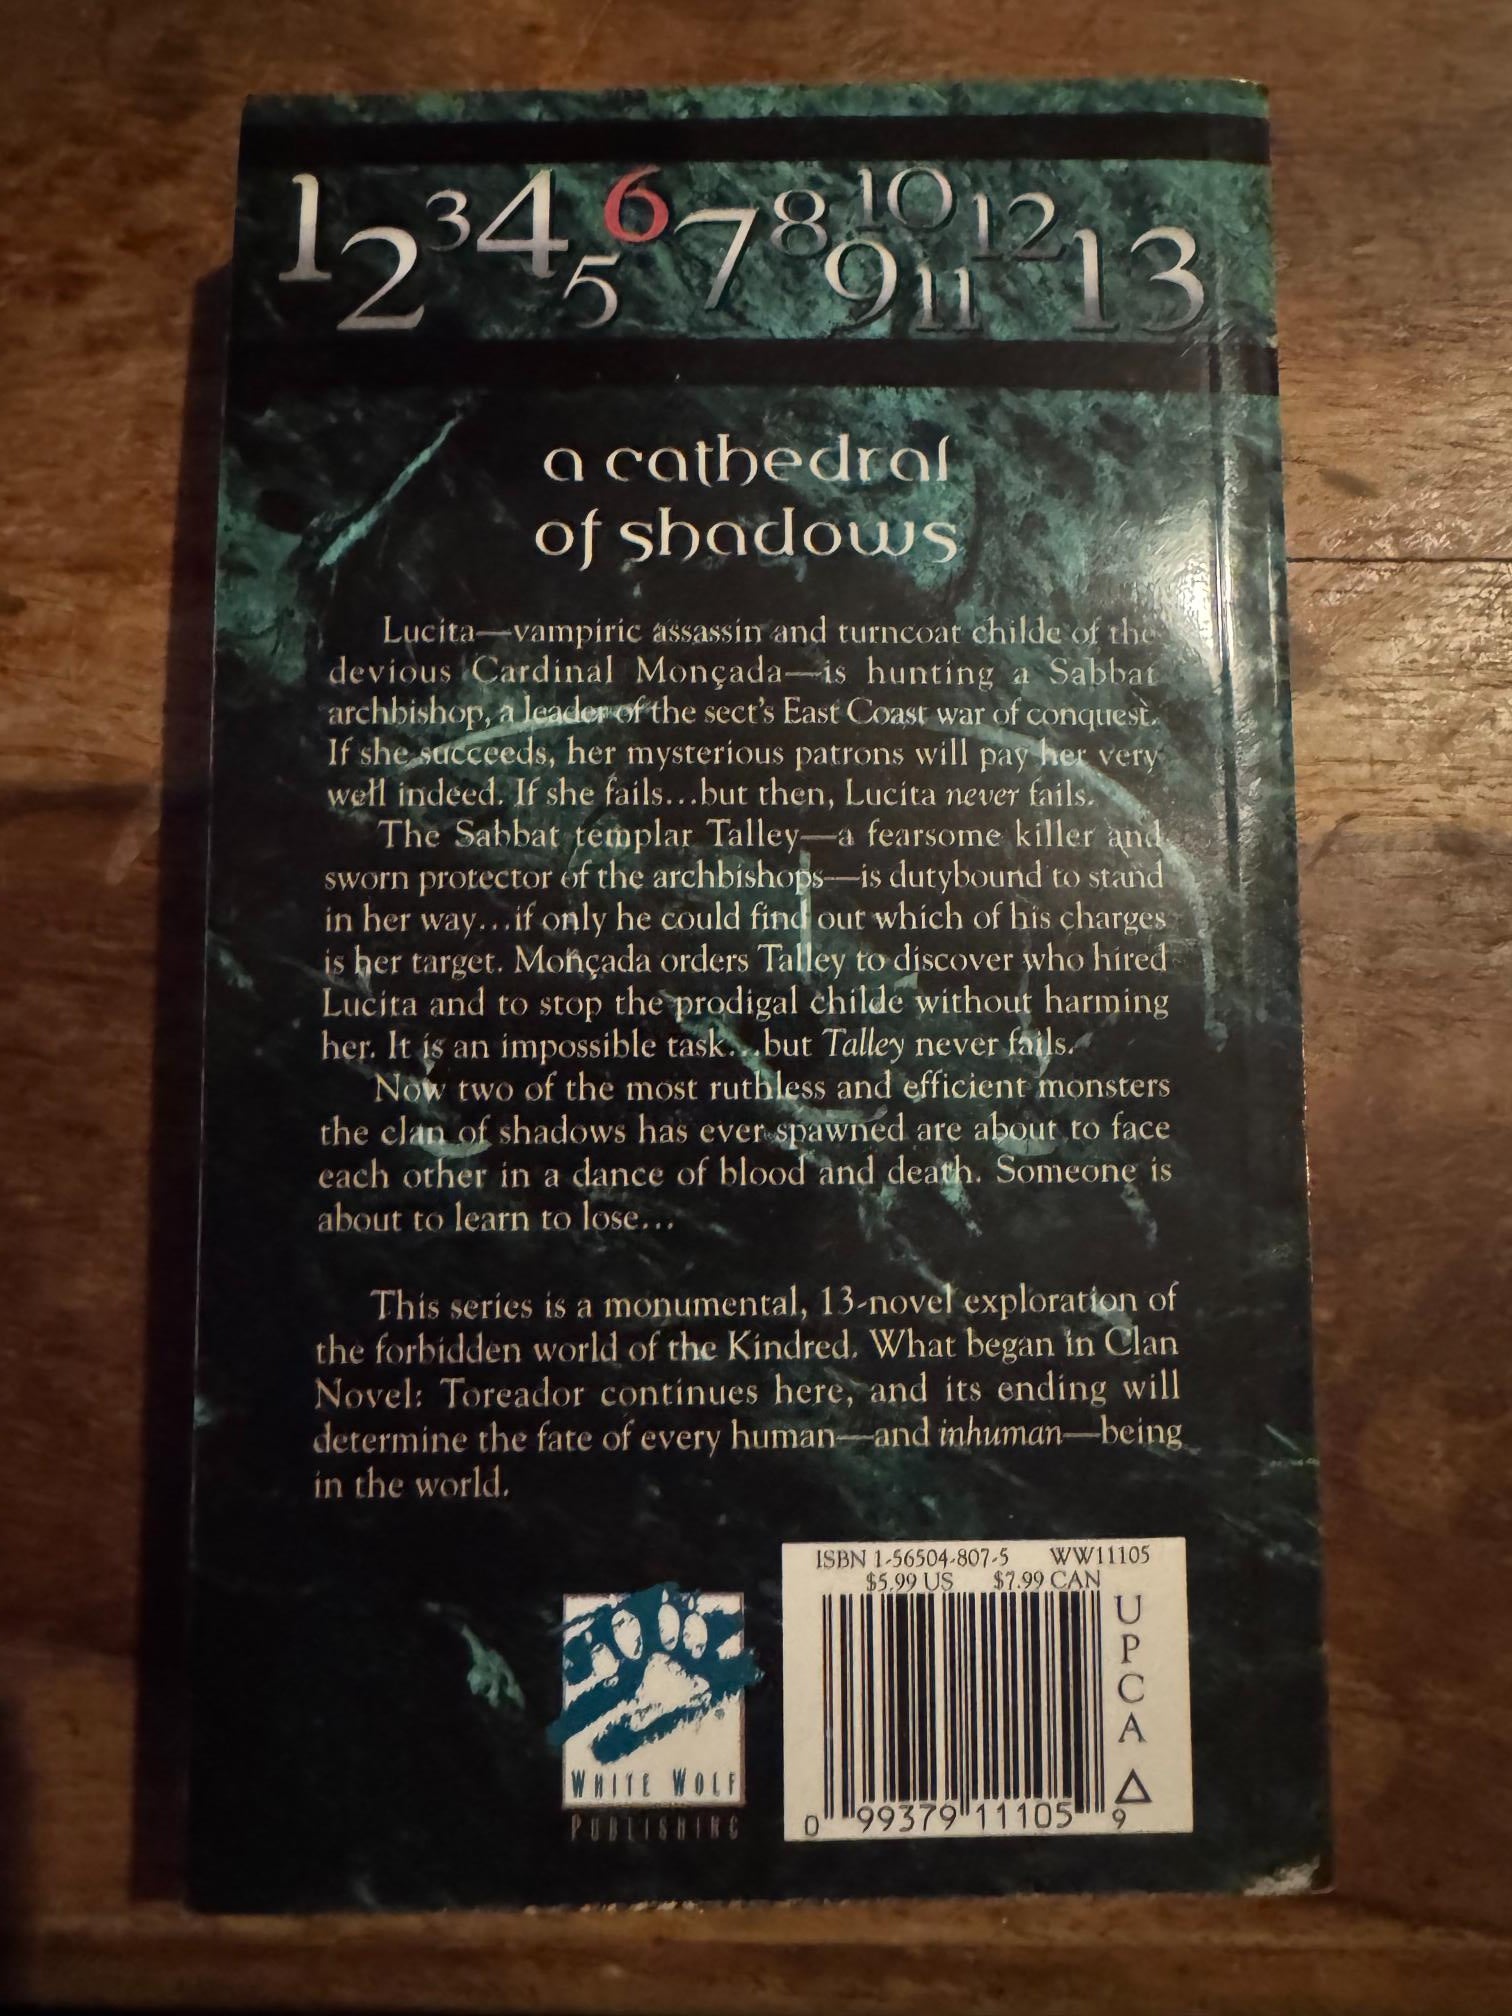 1 2 3 4 5 6 7 8 9 10 11 12 13
a cathedral
of shadows
Lucita—vampiric assassin and turncoat childe of the
devious Cardinal Monçada—is hunting a Sabbat
archbishop, a leader of the sect's East Coast war of conquest.
If she succeeds, her mysterious patrons will pay her very
well indeed. If she fails...but then, Lucita never fails.
The Sabbat templar Talley—a fearsome killer and
sworn protector of the archbishops—is dutybound to stand
in her way...if only he could find out which of his charges
is her target. Monçada orders Talley to discover who hired
Lucita and to stop the prodigal childe without harming
her. It is an impossible task...but Talley never fails.
Now two of the most ruthless and efficient monsters
the clan of shadows has ever spawned are about to face
each other in a dance of blood and death. Someone is
about to learn to lose...
This series is a monumental, 13-novel exploration of
the forbidden world of the Kindred. What began in Clan
Novel: Toreador continues here, and its ending will
determine the fate of every human—and inhuman—being
in the world.
WHITE WOLF
PUBLISHING
ISBN 1-56504-807-5 WW11105
$5.99 US $7.99 CAN
UPCA Δ
0 99379 11105 9